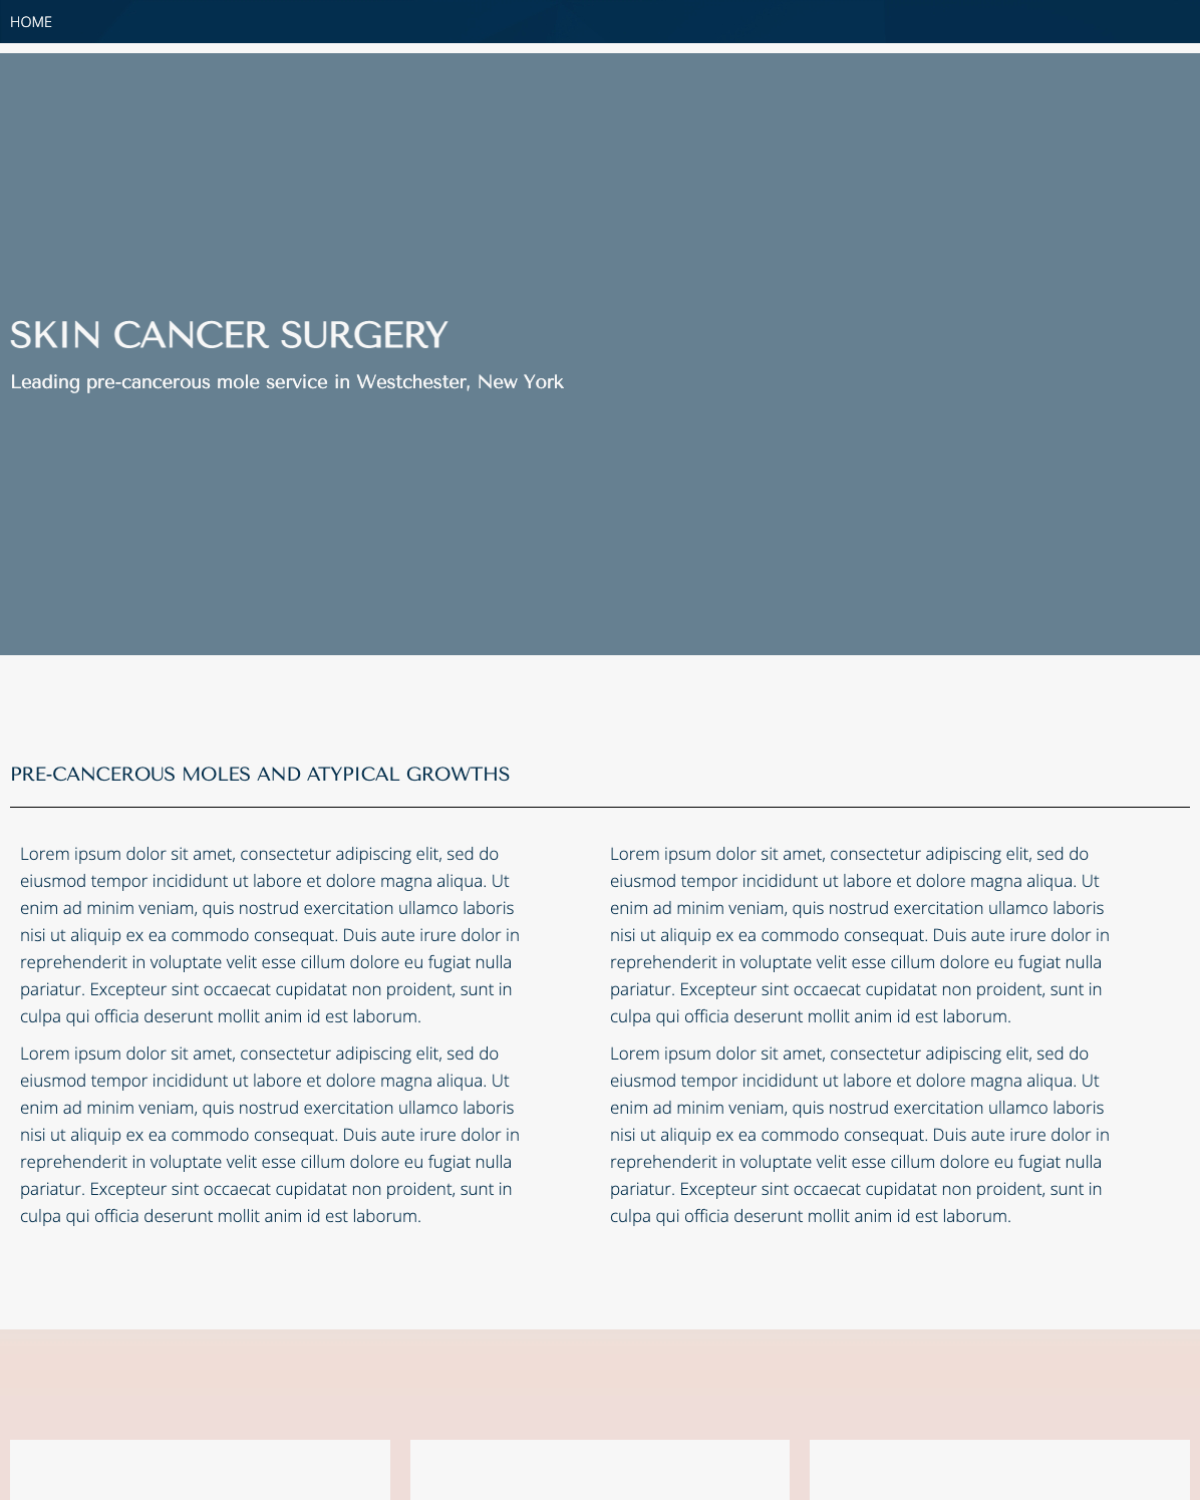 HOME
SKIN CANCER SURGERY
Leading pre-cancerous mole service in Westchester, New York
PRE-CANCEROUS MOLES AND ATYPICAL GROWTHS
Lorem ipsum dolor sit amet, consectetur adipiscing elit, sed do
eiusmod tempor incididunt ut labore et dolore magna aliqua. Ut
enim ad minim veniam, quis nostrud exercitation ullamco laboris
nisi ut aliquip ex ea commodo consequat. Duis aute irure dolor in
reprehenderit in voluptate velit esse cillum dolore eu fugiat nulla
pariatur. Excepteur sint occaecat cupidatat non proident, sunt in
culpa qui officia deserunt mollit anim id est laborum.
Lorem ipsum dolor sit amet, consectetur adipiscing elit, sed do
eiusmod tempor incididunt ut labore et dolore magna aliqua. Ut
enim ad minim veniam, quis nostrud exercitation ullamco laboris
nisi ut aliquip ex ea commodo consequat. Duis aute irure dolor in
reprehenderit in voluptate velit esse cillum dolore eu fugiat nulla
pariatur. Excepteur sint occaecat cupidatat non proident, sunt in
culpa qui officia deserunt mollit anim id est laborum.
Lorem ipsum dolor sit amet, consectetur adipiscing elit, sed do
eiusmod tempor incididunt ut labore et dolore magna aliqua. Ut
enim ad minim veniam, quis nostrud exercitation ullamco laboris
nisi ut aliquip ex ea commodo consequat. Duis aute irure dolor in
reprehenderit in voluptate velit esse cillum dolore eu fugiat nulla
pariatur. Excepteur sint occaecat cupidatat non proident, sunt in
culpa qui officia deserunt mollit anim id est laborum.
Lorem ipsum dolor sit amet, consectetur adipiscing elit, sed do
eiusmod tempor incididunt ut labore et dolore magna aliqua. Ut
enim ad minim veniam, quis nostrud exercitation ullamco laboris
nisi ut aliquip ex ea commodo consequat. Duis aute irure dolor in
reprehenderit in voluptate velit esse cillum dolore eu fugiat nulla
pariatur. Excepteur sint occaecat cupidatat non proident, sunt in
culpa qui officia deserunt mollit anim id est laborum.